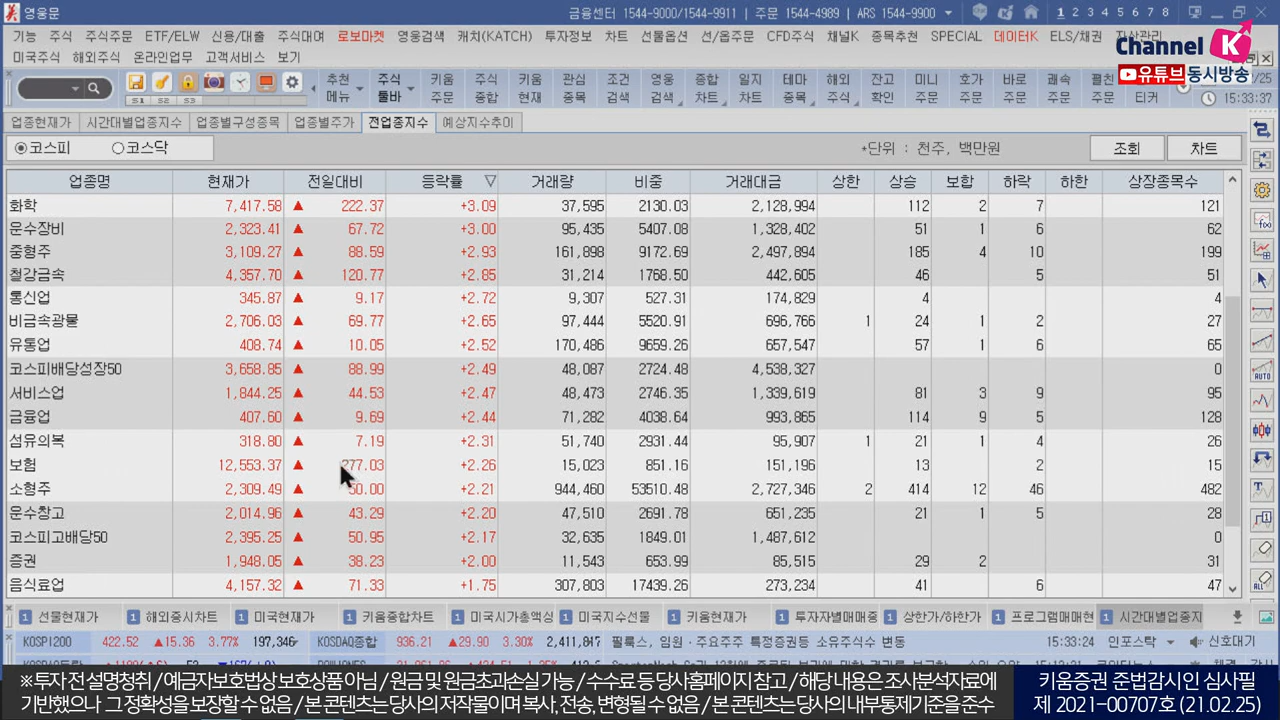 영웅문
금융센터 1544-9000/1544-9911 | 주문 1544-4989 | ARS 1544-9900
1 2 3 4 5 6 7 8
기능 주식 주식주문 ETF/ELW 신용/대출 주식대여 로보마켓 영웅검색 캐치(KATCH) 투자정보 차트 선물옵션 선/옵주문 CFD주식 채널K 종목추천 SPECIAL 데이터K ELS/채권 자산관리
미국주식 해외주식 온라인업무 고객서비스 보기
Channel K
유튜브동시방송
추천메뉴 주식툴바 키움주문 주식종합 키움현재 관심종목 조건검색 영웅검색 종합차트 일지차트 테마종목 해외주식 잔고확인 미니주문 호가주문 바로주문 쾌속주문 펼친티커
S1 S2 S3 S4 S5 S6 S7
15:33:37
업종현재가 시간대별업종지수 업종별구성종목 업종별주가 전업종지수 예상지수추이
코스피 코스닥 *단위 : 천주, 백만원 조회 차트
업종명 현재가 전일대비 등락률 ▽ 거래량 비중 거래대금 상한 상승 보합 하락 하한 상장종목수
화학 7,417.58 ▲ 222.37 +3.09 37,595 2130.03 2,128,994 112 2 7 121
운수장비 2,323.41 ▲ 67.72 +3.00 95,435 5407.08 1,328,402 51 1 6 62
중형주 3,109.27 ▲ 88.59 +2.93 161,898 9172.69 2,497,894 185 4 10 199
철강금속 4,357.70 ▲ 120.77 +2.85 31,214 1768.50 442,605 46 5 51
통신업 345.87 ▲ 9.17 +2.72 9,307 527.31 174,829 4 4
비금속광물 2,706.03 ▲ 69.77 +2.65 97,444 5520.91 696,766 1 24 1 2 27
유통업 408.74 ▲ 10.05 +2.52 170,486 9659.26 657,547 57 1 6 65
코스피배당성장50 3,658.85 ▲ 88.99 +2.49 48,087 2724.48 4,538,327 0
서비스업 1,844.25 ▲ 44.53 +2.47 48,473 2746.35 1,339,619 81 3 9 95
금융업 407.60 ▲ 9.69 +2.44 71,282 4038.64 993,865 114 9 5 128
섬유의복 318.80 ▲ 7.19 +2.31 51,740 2931.44 95,907 1 21 1 4 26
보험 12,553.37 ▲ 277.03 +2.26 15,023 851.16 151,196 13 2 15
소형주 2,309.49 ▲ 50.00 +2.21 944,460 53510.48 2,727,346 2 414 12 46 482
운수창고 2,014.96 ▲ 43.29 +2.20 47,510 2691.78 651,235 21 1 5 28
코스피고배당50 2,395.25 ▲ 50.95 +2.17 32,635 1849.01 1,487,612 0
증권 1,948.05 ▲ 38.23 +2.00 11,543 653.99 85,515 29 2 31
음식료업 4,157.32 ▲ 71.33 +1.75 307,803 17439.26 273,234 41 6 47
1 선물현재가 1 해외증시차트 1 미국현재가 1 키움종합차트 1 미국시가총액상 1 미국지수선물 1 키움현재가 1 투자자별매매종 1 상한가/하한가 1 프로그램매매현 1 시간대별업종지
KOSPI200 422.52 ▲15.36 3.77% 197,346 KOSDAQ종합 936.21 ▲29.90 3.30% 2,411,847 필룩스, 임원ㆍ주요주주 특정증권등 소유주식수 변동 15:33:24 인포스탁 신호대기
※ 투자 전 설명청취 / 예금자보호법상 보호상품 아님 / 원금 및 원금초과손실 가능 / 수수료 등 당사홈페이지 참고 / 해당 내용은 조사분석자료에
기반했으나 그 정확성을 보장할 수 없음 / 본 콘텐츠는 당사의 저작물이며 복사, 전송, 변형될 수 없음 / 본 콘텐츠는 당사의 내부통제기준을 준수
키움증권 준법감시인 심사필
제 2021-00707호 (21.02.25)